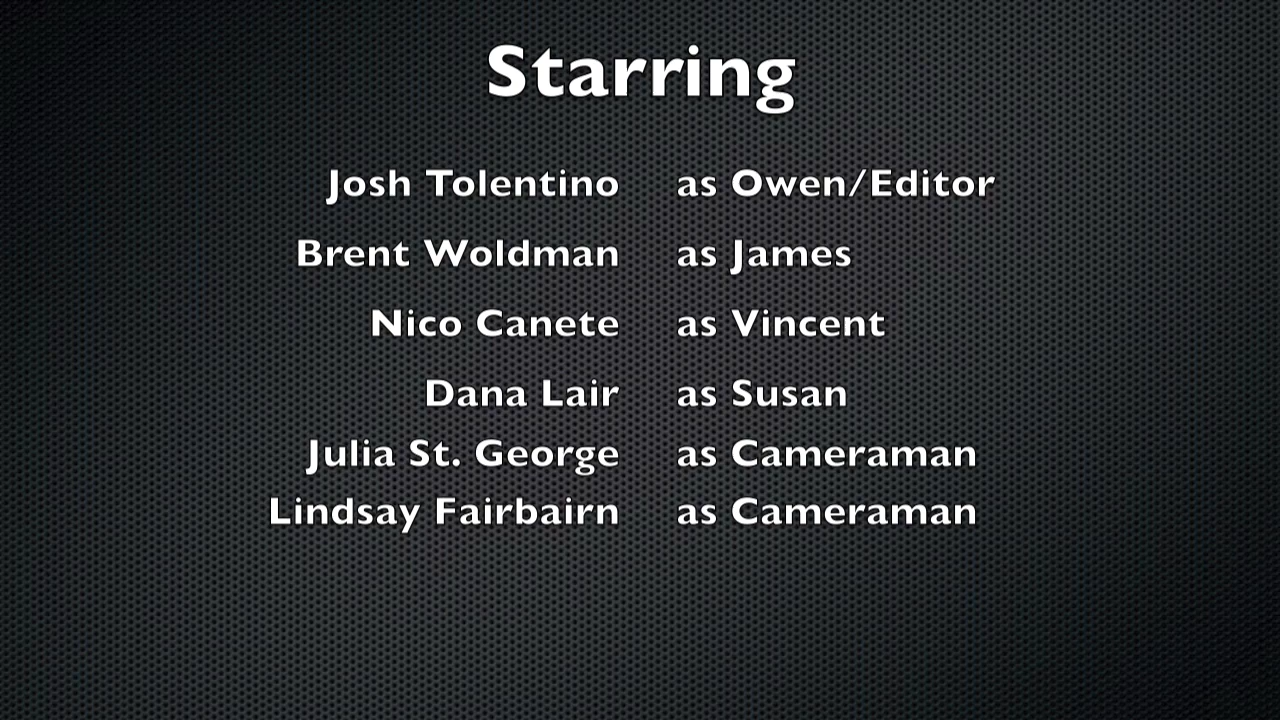 Starring
Josh Tolentino as Owen/Editor
Brent Woldman as James
Nico Canete as Vincent
Dana Lair as Susan
Julia St. George as Cameraman
Lindsay Fairbairn as Cameraman